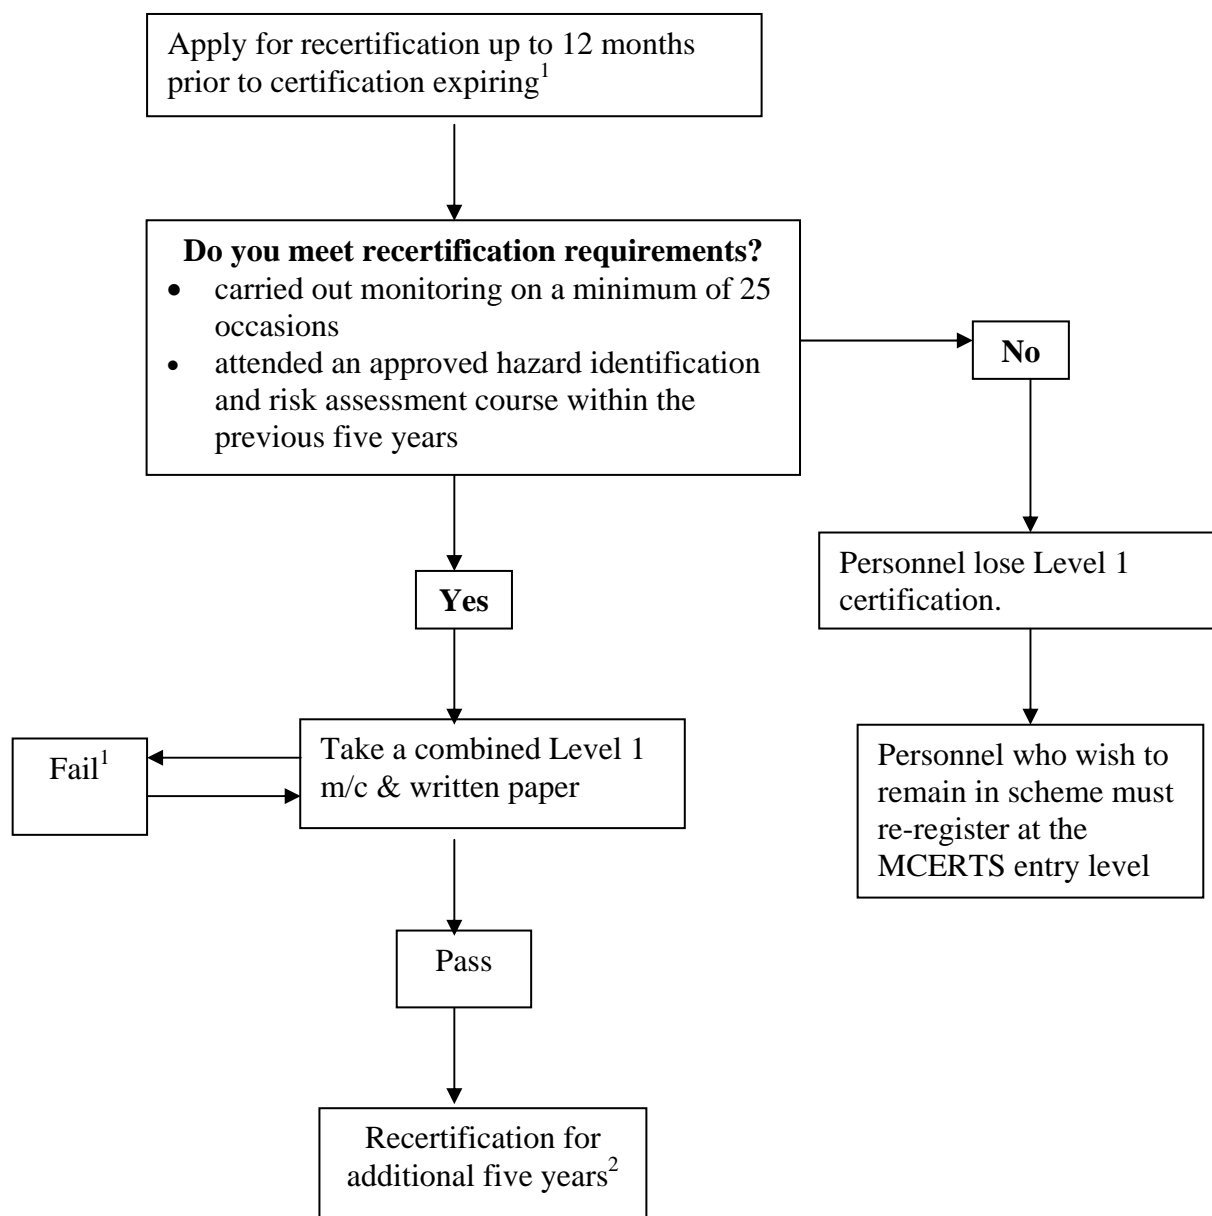 Apply for recertification up to 12 months
prior to certification expiring¹
Do you meet recertification requirements?
• carried out monitoring on a minimum of 25
occasions
• attended an approved hazard identification
and risk assessment course within the
previous five years
No
Yes
Personnel lose Level 1
certification.
Fail¹
Take a combined Level 1
m/c & written paper
Personnel who wish to
remain in scheme must
re-register at the
MCERTS entry level
Pass
Recertification for
additional five years²